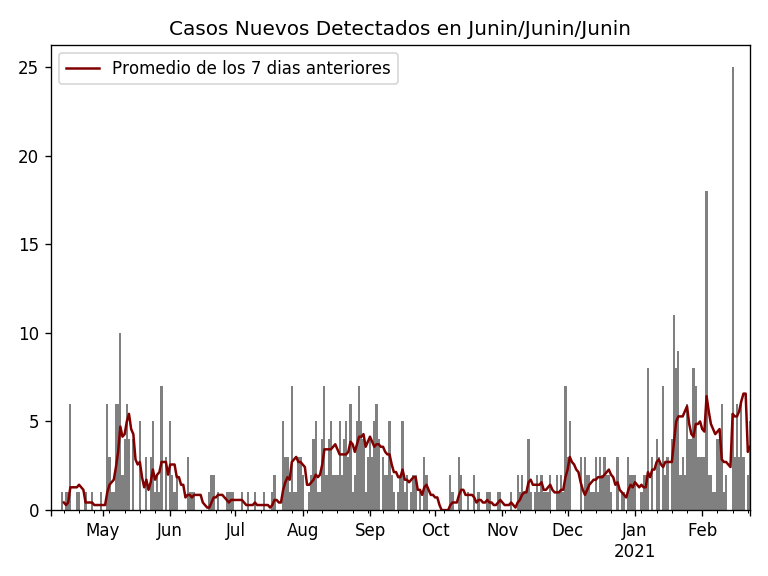 Casos Nuevos Detectados en Junin/Junin/Junin
Promedio de los 7 dias anteriores
25
20
15
10
5
0
May Jun Jul Aug Sep Oct Nov Dec Jan Feb
2021